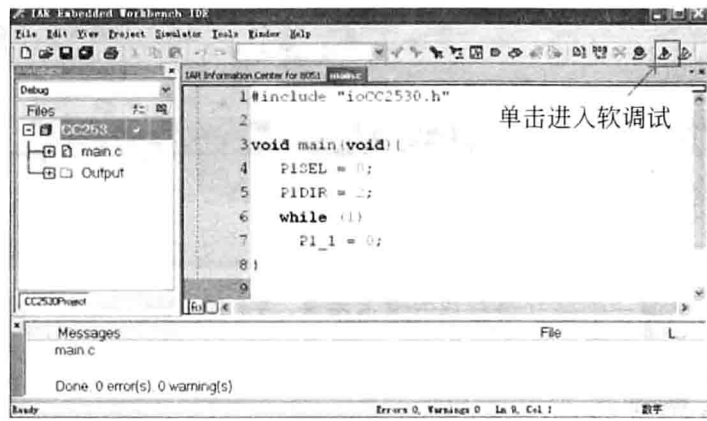 IAR Embedded Workbench IDE
File Edit View Project Simulator Tools Window Help
IAR Information Center for 8051 main.c
Debug
Files
CC253...
main.c
Output
CC2530Project
1 #include "ioCC2530.h"
2
3 void main(void){
4 P1SEL = 0;
5 P1DIR = 2;
6 while (1)
7 P1_1 = 0;
8 }
9
单击进入软调试
Messages File L...
main.c
Done. 0 error(s). 0 warning(s)
Ready Errors 0, Warnings 0 Ln 9, Col 1 数字